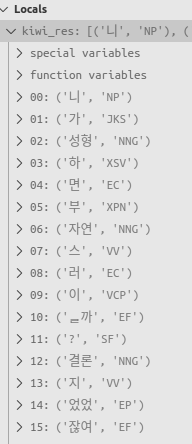 Locals
kiwi_res: [('니', 'NP'), (
special variables
function variables
00: ('니', 'NP')
01: ('가', 'JKS')
02: ('성형', 'NNG')
03: ('하', 'XSV')
04: ('면', 'EC')
05: ('부', 'XPN')
06: ('자연', 'NNG')
07: ('스', 'VV')
08: ('러', 'EC')
09: ('이', 'VCP')
10: ('ᆯ까', 'EF')
11: ('?', 'SF')
12: ('결론', 'NNG')
13: ('지', 'VV')
14: ('었었', 'EP')
15: ('잖여', 'EF')